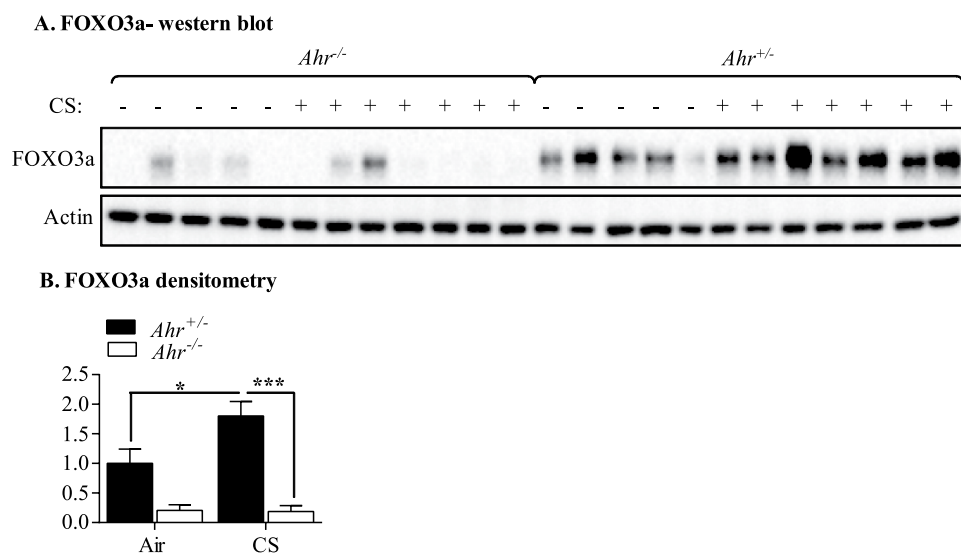 A. FOXO3a- western blot
Ahr-/- Ahr+/-
CS: - - - - - + + + + + + + - - - - - + + + + + + +
FOXO3a
Actin
B. FOXO3a densitometry
Ahr+/-
Ahr-/-
2.5
2.0
1.5
1.0
0.5
0.0
* ***
Air CS